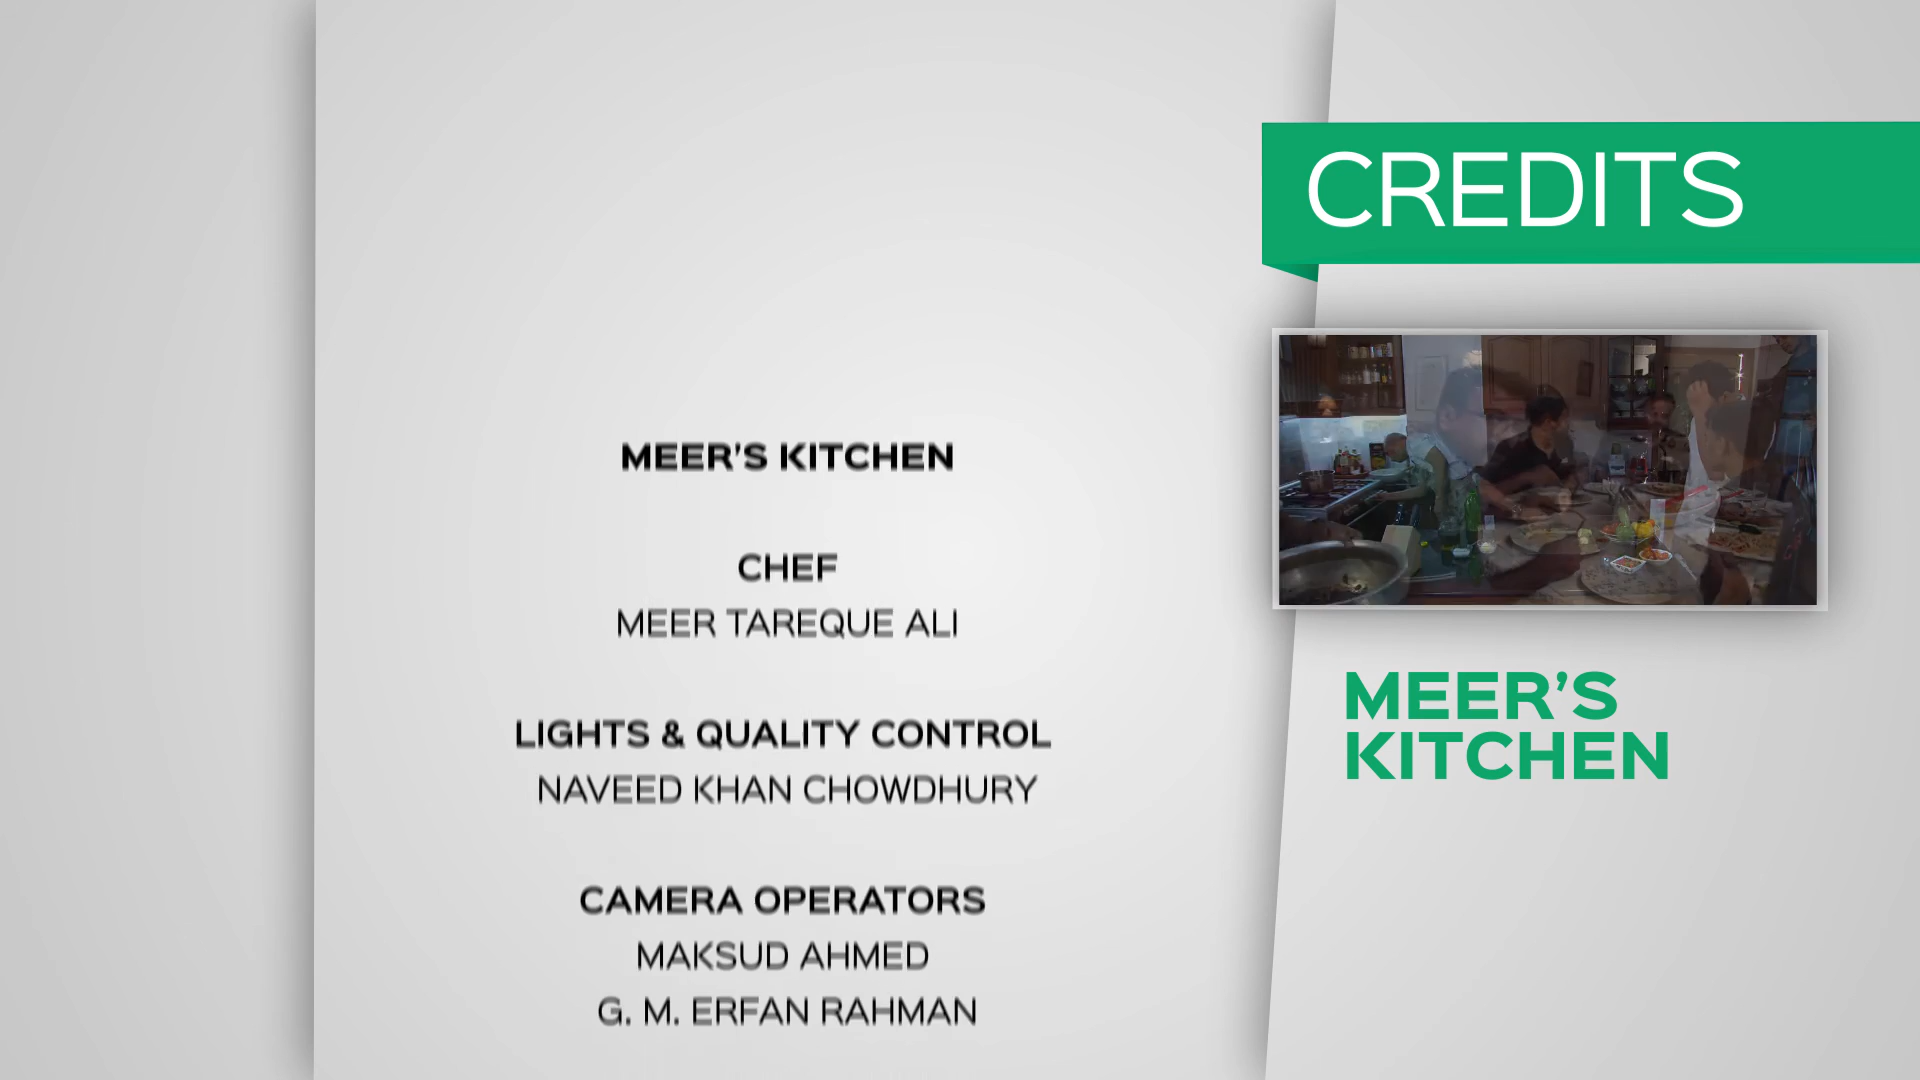 CREDITS
MEER'S KITCHEN
CHEF
MEER TAREQUE ALI
LIGHTS & QUALITY CONTROL
NAVEED KHAN CHOWDHURY
CAMERA OPERATORS
MAKSUD AHMED
G. M. ERFAN RAHMAN
MEER'S
KITCHEN